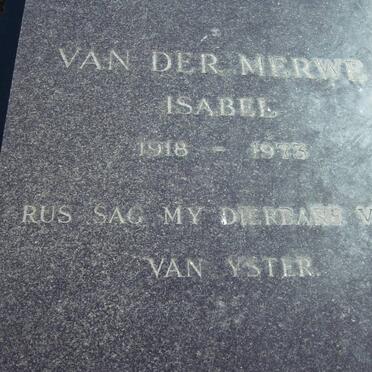 VAN DER MERWE
ISABEL
1918 - 1973
RUS SAG MY DIERBARE V
VAN YSTER.